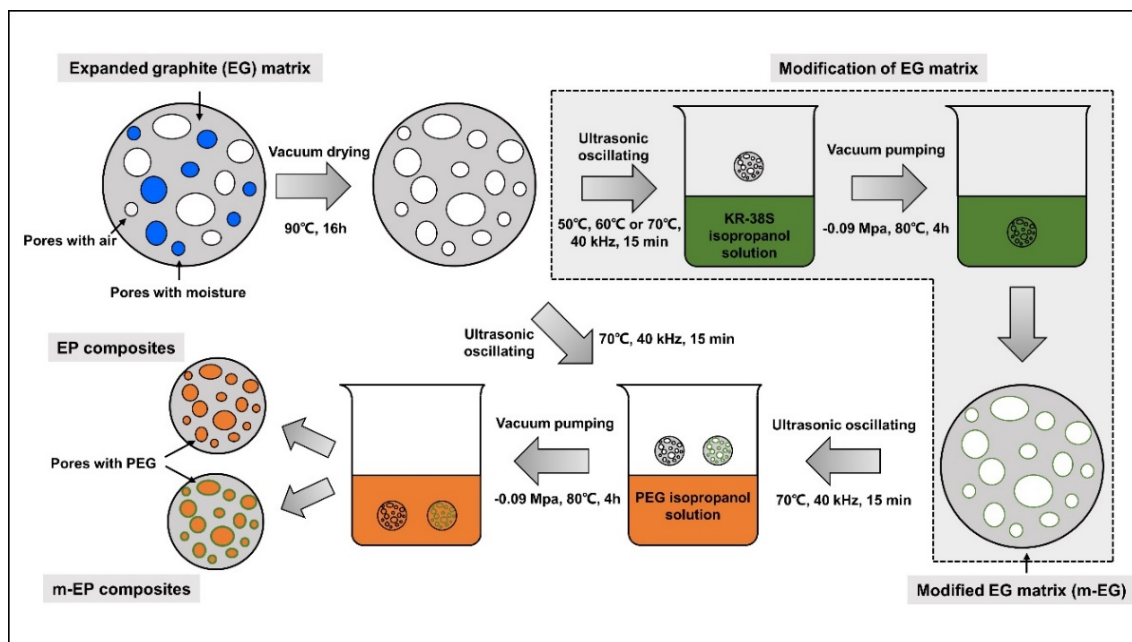 Expanded graphite (EG) matrix
Modification of EG matrix
Vacuum drying
90℃, 16h
Pores with air
Pores with moisture
Ultrasonic
oscillating
50℃, 60℃ or 70℃,
40 kHz, 15 min
KR-38S
isopropanol
solution
Vacuum pumping
-0.09 Mpa, 80℃, 4h
EP composites
Ultrasonic
oscillating
70℃, 40 kHz, 15 min
Pores with PEG
Vacuum pumping
-0.09 Mpa, 80℃, 4h
PEG isopropanol
solution
Ultrasonic oscillating
70℃, 40 kHz, 15 min
m-EP composites
Modified EG matrix (m-EG)